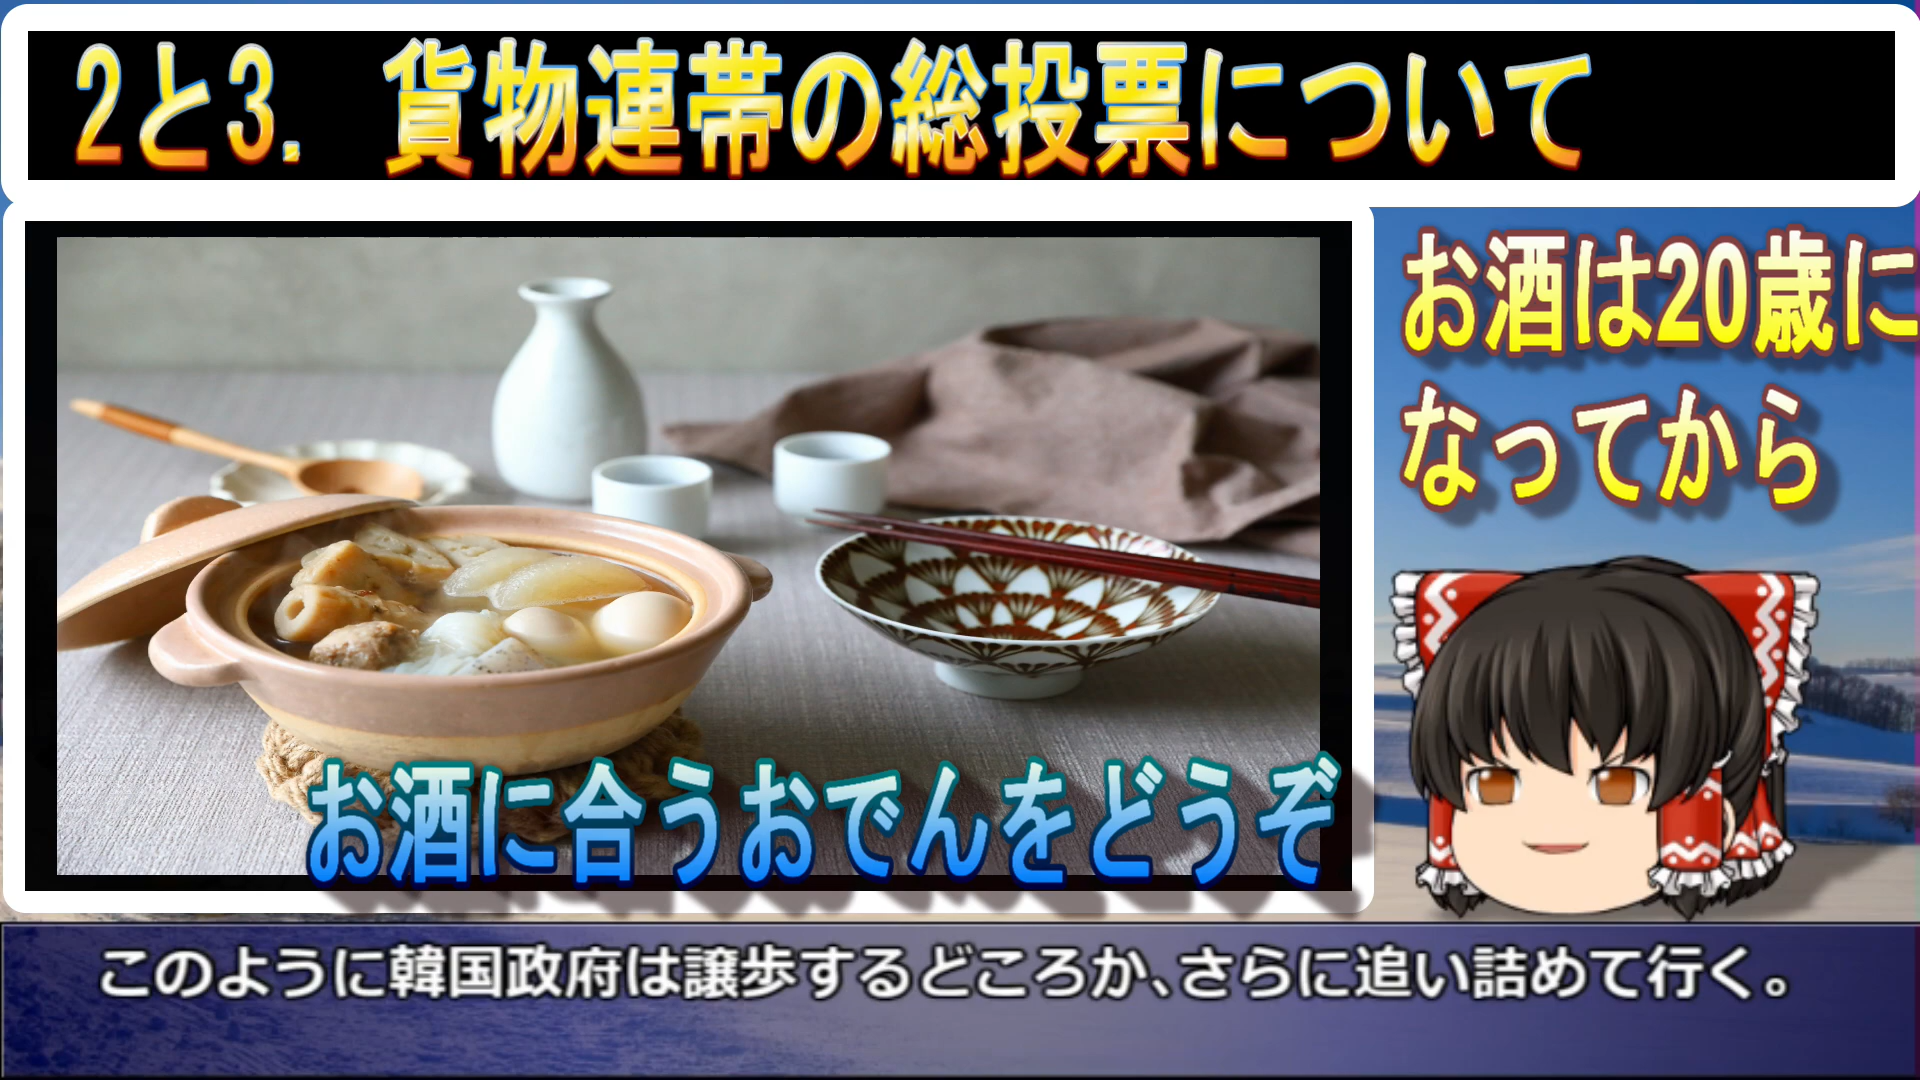 2と3. 貨物連帯の総投票について
お酒は20歳に
なってから
お酒に合うおでんをどうぞ
このように韓国政府は譲歩するどころか､さらに追い詰めて行く。